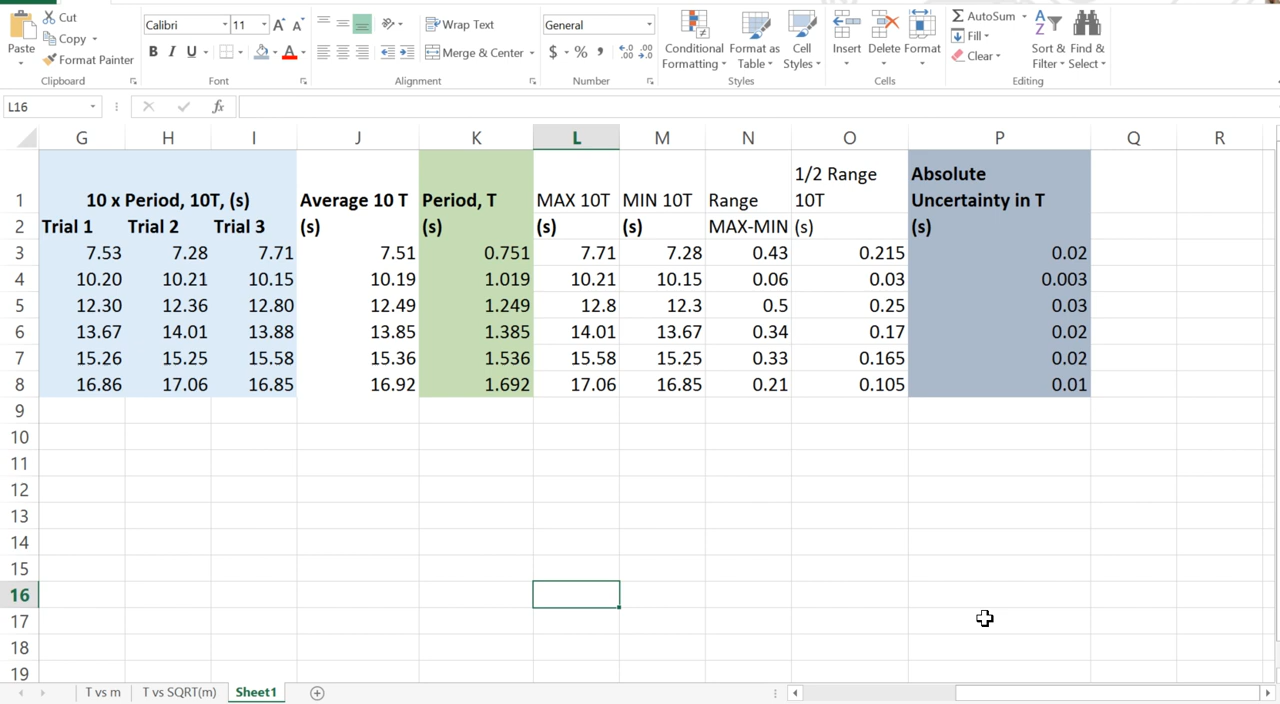 Cut
Copy
Format Painter
Paste
Clipboard
Calibri 11
B I U
Font
Wrap Text
Merge & Center
Alignment
General
$ % ,
Number
Conditional Formatting
Format as Table
Cell Styles
Styles
Insert Delete Format
Cells
AutoSum
Fill
Clear
Sort & Filter
Find & Select
Editing
L16 fx
G H I J K L M N O P Q R
1 10 x Period, 10T, (s) Average 10 T Period, T MAX 10T MIN 10T Range 1/2 Range 10T Absolute Uncertainty in T
2 Trial 1 Trial 2 Trial 3 (s) (s) (s) (s) MAX-MIN (s) (s)
3 7.53 7.28 7.71 7.51 0.751 7.71 7.28 0.43 0.215 0.02
4 10.20 10.21 10.15 10.19 1.019 10.21 10.15 0.06 0.03 0.003
5 12.30 12.36 12.80 12.49 1.249 12.8 12.3 0.5 0.25 0.03
6 13.67 14.01 13.88 13.85 1.385 14.01 13.67 0.34 0.17 0.02
7 15.26 15.25 15.58 15.36 1.536 15.58 15.25 0.33 0.165 0.02
8 16.86 17.06 16.85 16.92 1.692 17.06 16.85 0.21 0.105 0.01
9
10
11
12
13
14
15
16
17
18
19
T vs m T vs SQRT(m) Sheet1